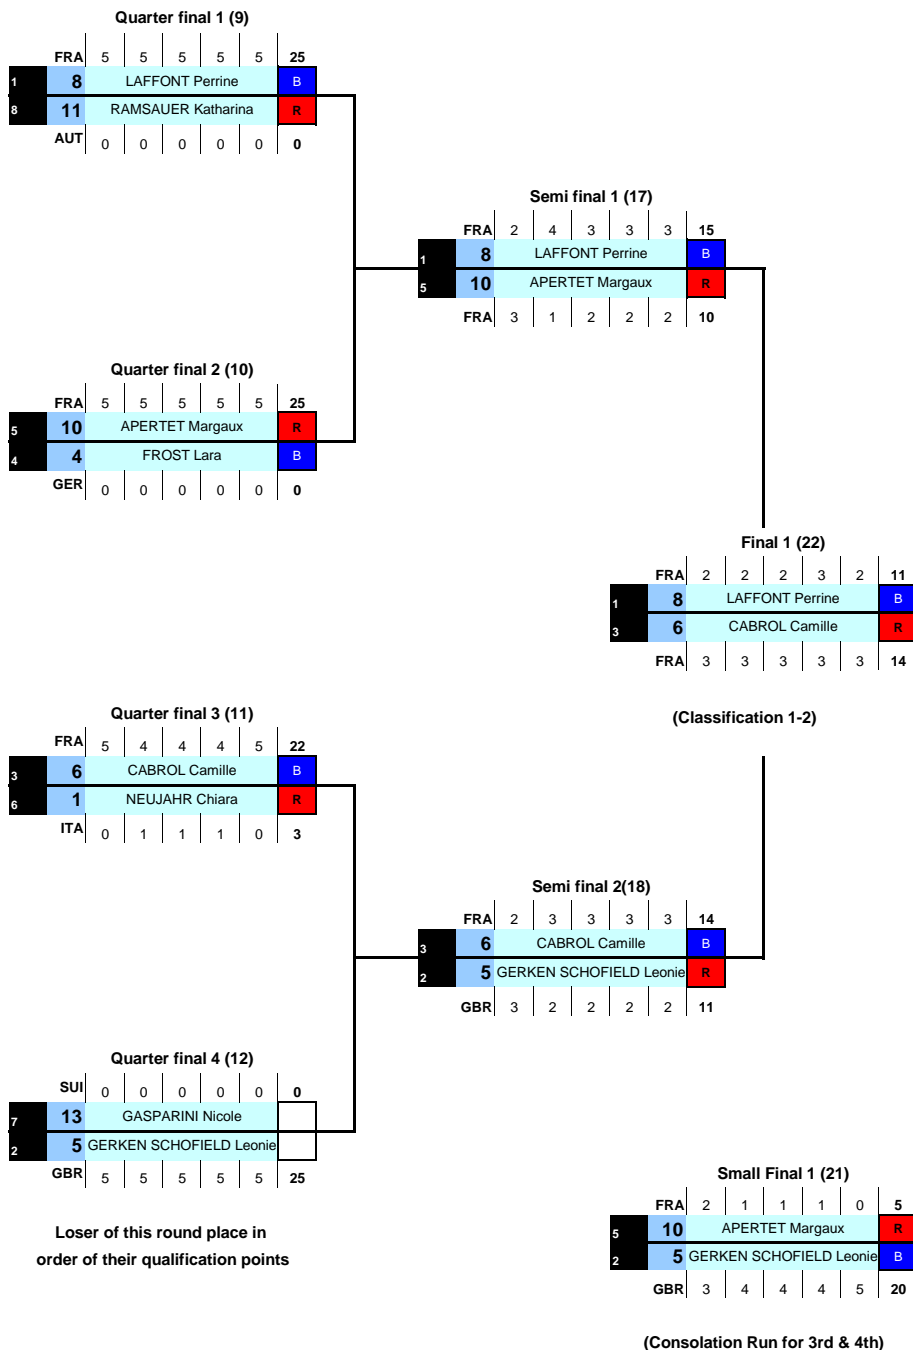 Quarter final 1 (9)
FRA 5 5 5 5 5 25
1 8 LAFFONT Perrine B
8 11 RAMSAUER Katharina R
AUT 0 0 0 0 0 0
Semi final 1 (17)
FRA 2 4 3 3 3 15
1 8 LAFFONT Perrine B
5 10 APERTET Margaux R
FRA 3 1 2 2 2 10
Quarter final 2 (10)
FRA 5 5 5 5 5 25
5 10 APERTET Margaux R
4 4 FROST Lara B
GER 0 0 0 0 0 0
Final 1 (22)
FRA 2 2 2 3 2 11
1 8 LAFFONT Perrine B
3 6 CABROL Camille R
FRA 3 3 3 3 3 14
(Classification 1-2)
Quarter final 3 (11)
FRA 5 4 4 4 5 22
3 6 CABROL Camille B
6 1 NEUJAHR Chiara R
ITA 0 1 1 1 0 3
Semi final 2(18)
FRA 2 3 3 3 3 14
3 6 CABROL Camille B
2 5 GERKEN SCHOFIELD Leonie R
GBR 3 2 2 2 2 11
Quarter final 4 (12)
SUI 0 0 0 0 0 0
7 13 GASPARINI Nicole
2 5 GERKEN SCHOFIELD Leonie
GBR 5 5 5 5 5 25
Loser of this round place in
order of their qualification points
Small Final 1 (21)
FRA 2 1 1 1 0 5
5 10 APERTET Margaux R
2 5 GERKEN SCHOFIELD Leonie B
GBR 3 4 4 4 5 20
(Consolation Run for 3rd & 4th)